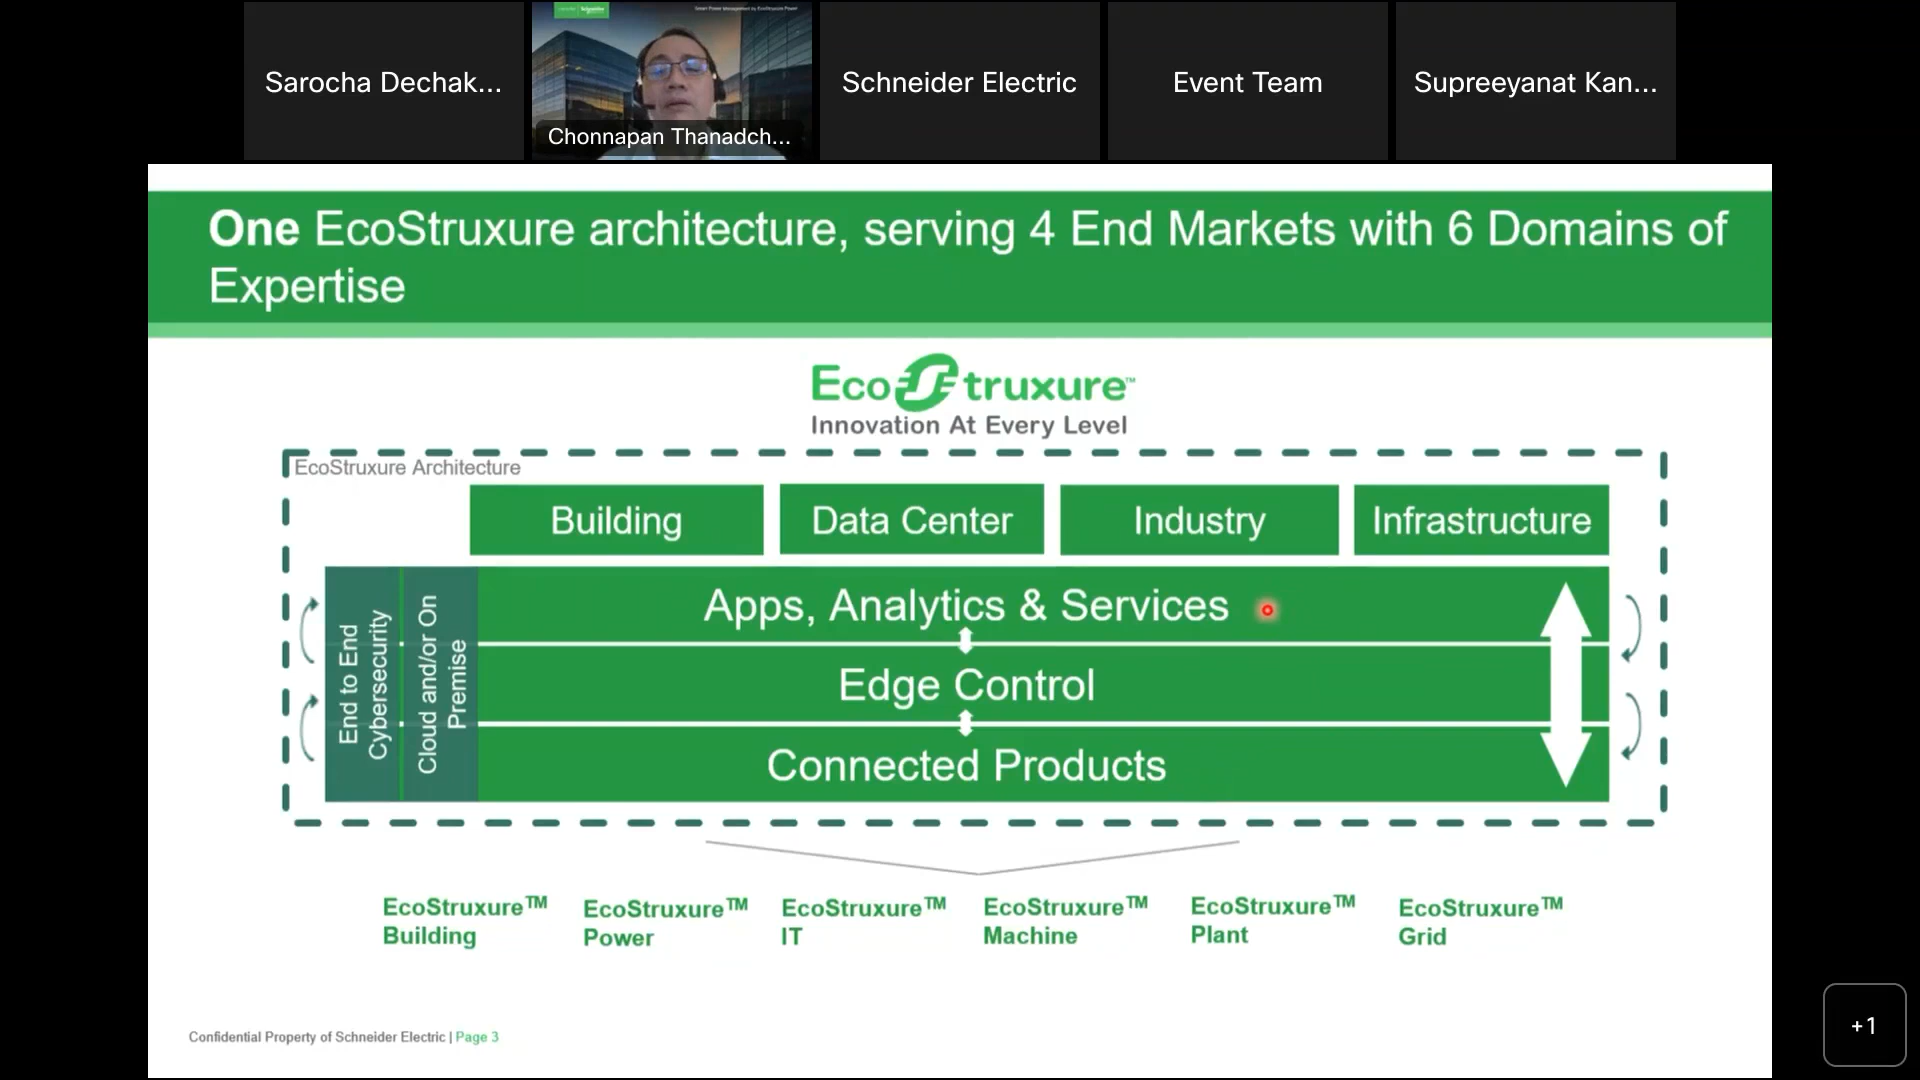 Sarocha Dechak...
Chonnapan Thanadch...
Schneider Electric
Event Team
Supreeyanat Kan...
One EcoStruxure architecture, serving 4 End Markets with 6 Domains of
Expertise
EcoStruxure™
Innovation At Every Level
EcoStruxure Architecture
Building
Data Center
Industry
Infrastructure
End to End
Cybersecurity
Cloud and/or On
Premise
Apps, Analytics & Services
Edge Control
Connected Products
EcoStruxure™
Building
EcoStruxure™
Power
EcoStruxure™
IT
EcoStruxure™
Machine
EcoStruxure™
Plant
EcoStruxure™
Grid
Confidential Property of Schneider Electric | Page 3
+1